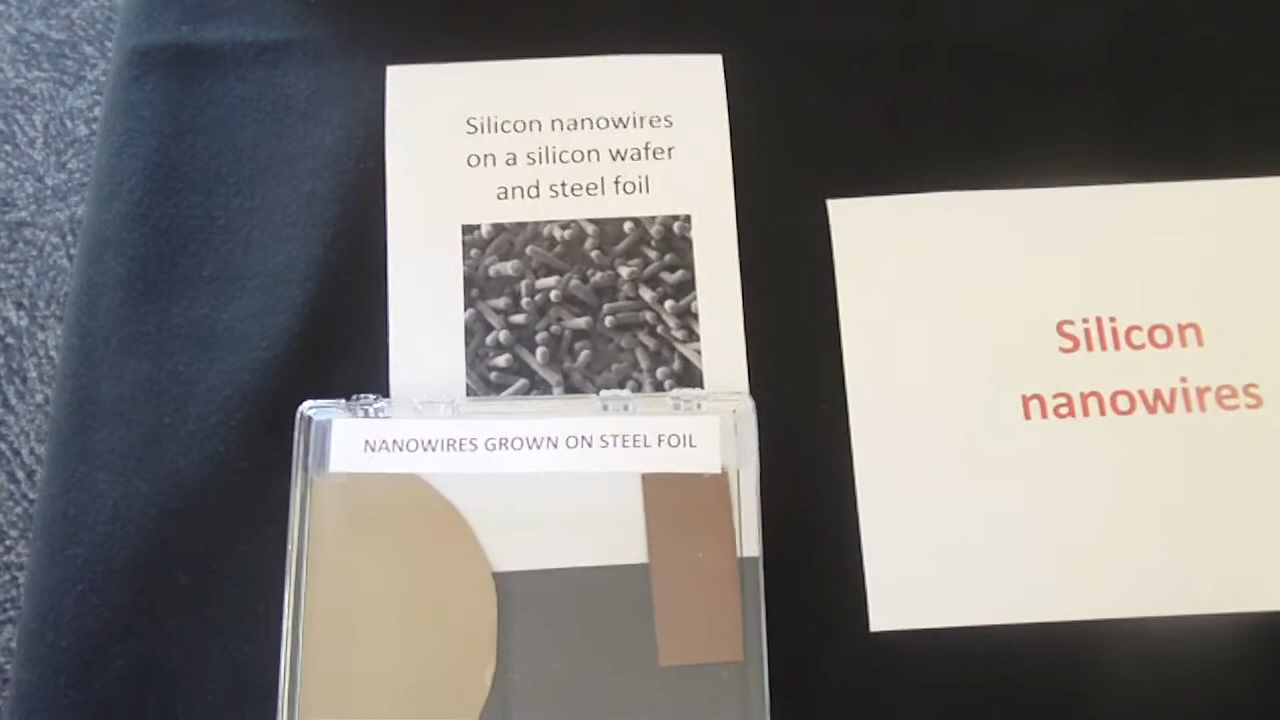 Silicon nanowires
on a silicon wafer
and steel foil
NANOWIRES GROWN ON STEEL FOIL
Silicon
nanowires